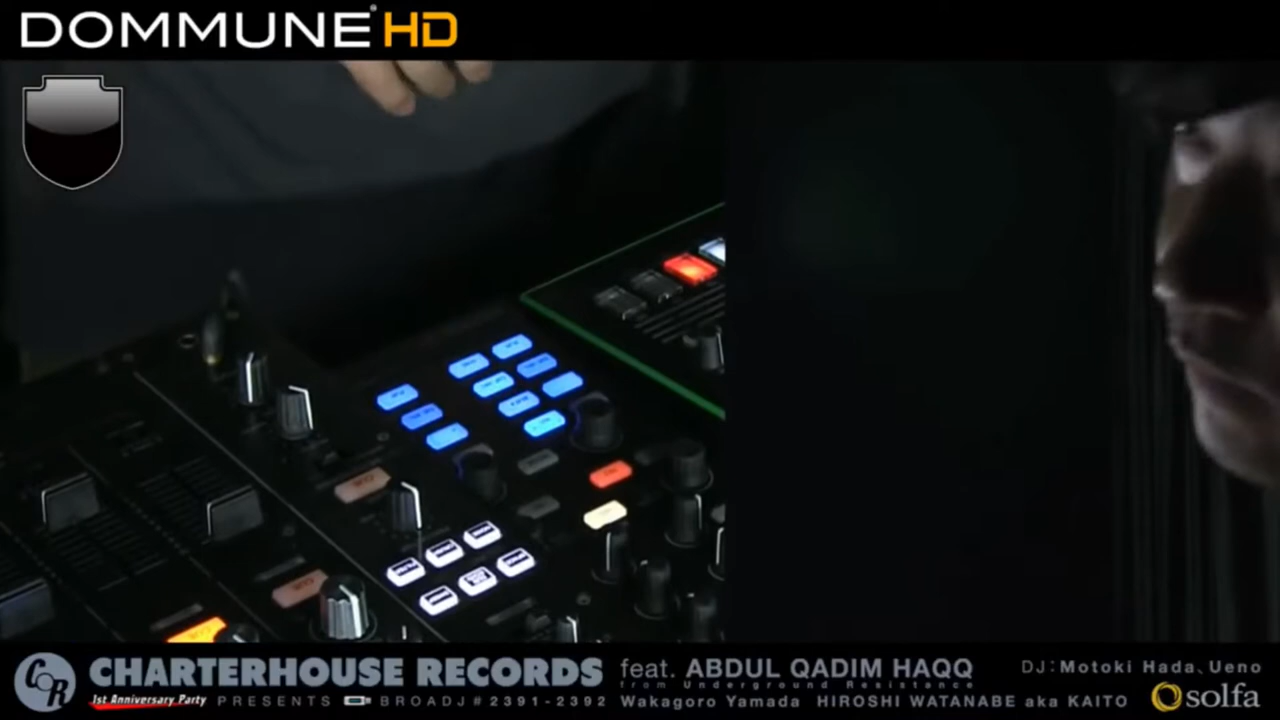 DOMMUNE® HD
CHARTERHOUSE RECORDS feat. ABDUL QADIM HAQQ DJ:Motoki Hada、Ueno
from Underground Resistance
COR
1st Anniversary Party PRESENTS BROADJ#2391-2392 Wakagoro Yamada HIROSHI WATANABE aka KAITO solfa